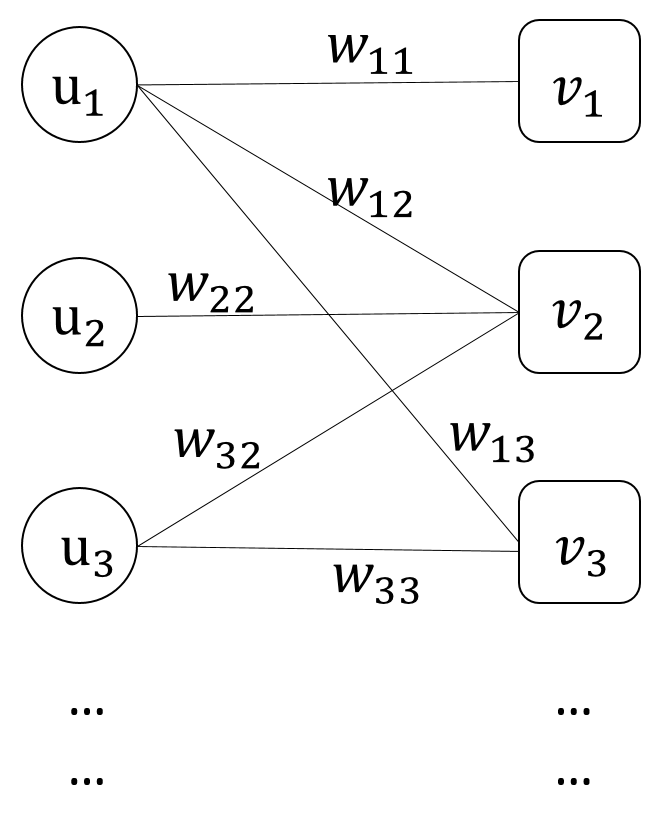 w₁₁
u₁
v₁
w₁₂
w₂₂
u₂
v₂
w₃₂
w₁₃
u₃
v₃
w₃₃
... ...
... ...